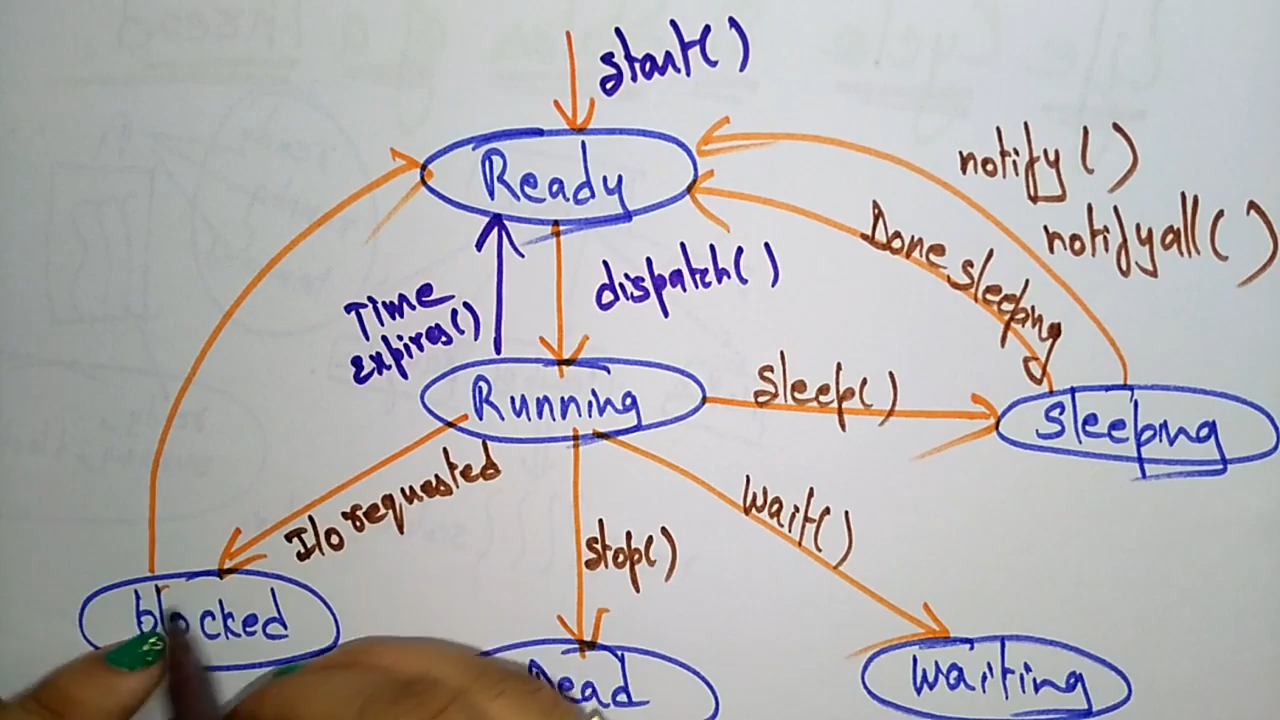 start()
Ready
notify()
notifyall()
Done sleeping
dispatch()
Time
Expires()
Running
Sleep()
Sleeping
I/o requested
stop()
Wait()
blocked
Dead
Waiting